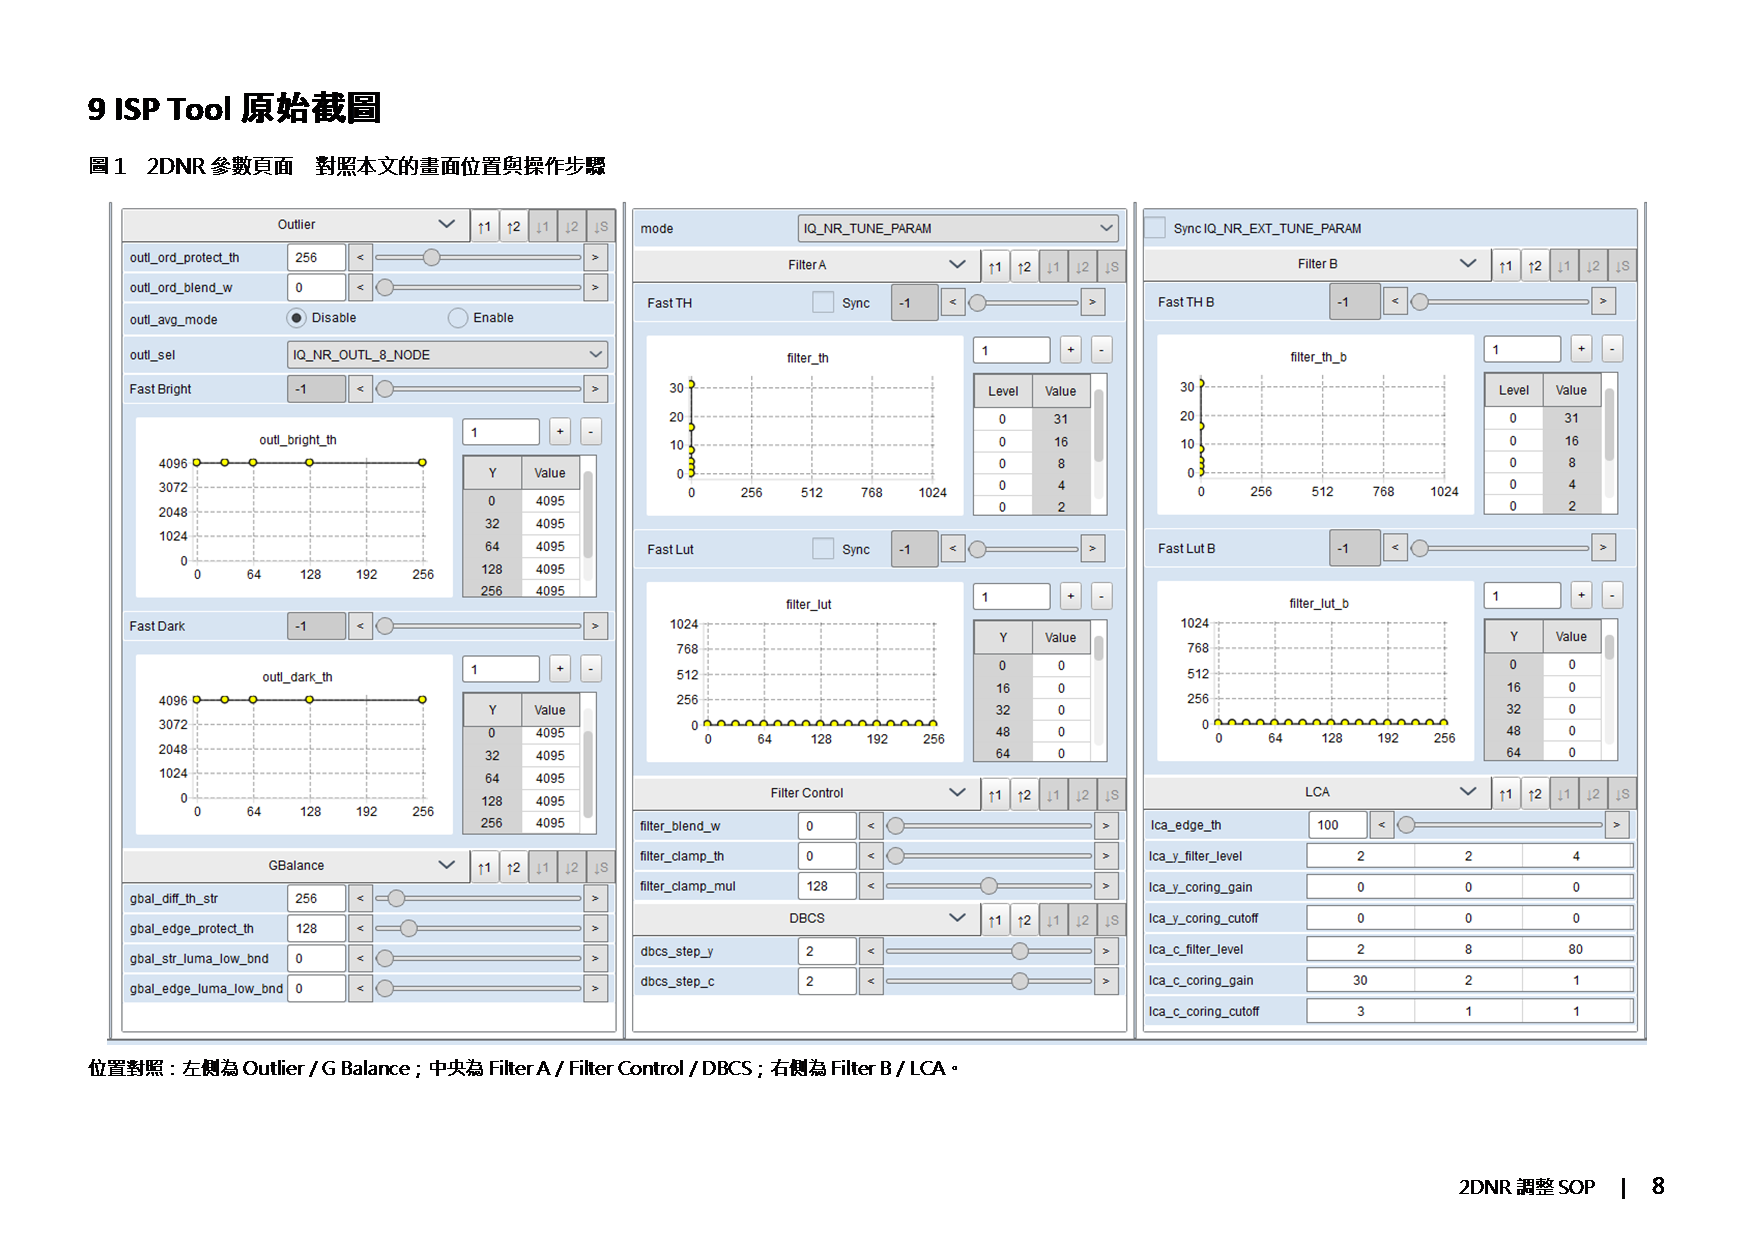 9 ISP Tool 原始截圖
圖 1 2DNR 參數頁面 對照本文的畫面位置與操作步驟
Outlier ↑1 ↑2 ↓1 ↓2 ↓S
outl_ord_protect_th 256 < >
outl_ord_blend_w 0 < >
outl_avg_mode Disable Enable
outl_sel IQ_NR_OUTL_8_NODE
Fast Bright -1 < >
outl_bright_th 1 + -
4096
3072
2048
1024
0
0 64 128 192 256
Y Value
0 4095
32 4095
64 4095
128 4095
256 4095
Fast Dark -1 < >
outl_dark_th 1 + -
4096
3072
2048
1024
0
0 64 128 192 256
Y Value
0 4095
32 4095
64 4095
128 4095
256 4095
GBalance ↑1 ↑2 ↓1 ↓2 ↓S
gbal_diff_th_str 256 < >
gbal_edge_protect_th 128 < >
gbal_str_luma_low_bnd 0 < >
gbal_edge_luma_low_bnd 0 < >
mode IQ_NR_TUNE_PARAM
Filter A ↑1 ↑2 ↓1 ↓2 ↓S
Fast TH Sync -1 < >
filter_th 1 + -
30
20
10
0
0 256 512 768 1024
Level Value
0 31
0 16
0 8
0 4
0 2
Fast Lut Sync -1 < >
filter_lut 1 + -
1024
768
512
256
0
0 64 128 192 256
Y Value
0 0
16 0
32 0
48 0
64 0
Filter Control ↑1 ↑2 ↓1 ↓2 ↓S
filter_blend_w 0 < >
filter_clamp_th 0 < >
filter_clamp_mul 128 < >
DBCS ↑1 ↑2 ↓1 ↓2 ↓S
dbcs_step_y 2 < >
dbcs_step_c 2 < >
Sync IQ_NR_EXT_TUNE_PARAM
Filter B ↑1 ↑2 ↓1 ↓2 ↓S
Fast TH B -1 < >
filter_th_b 1 + -
30
20
10
0
0 256 512 768 1024
Level Value
0 31
0 16
0 8
0 4
0 2
Fast Lut B -1 < >
filter_lut_b 1 + -
1024
768
512
256
0
0 64 128 192 256
Y Value
0 0
16 0
32 0
48 0
64 0
LCA ↑1 ↑2 ↓1 ↓2 ↓S
lca_edge_th 100 < >
lca_y_filter_level 2 2 4
lca_y_coring_gain 0 0 0
lca_y_coring_cutoff 0 0 0
lca_c_filter_level 2 8 80
lca_c_coring_gain 30 2 1
lca_c_coring_cutoff 3 1 1
位置對照：左側為 Outlier / G Balance；中央為 Filter A / Filter Control / DBCS；右側為 Filter B / LCA。
2DNR 調整 SOP | 8